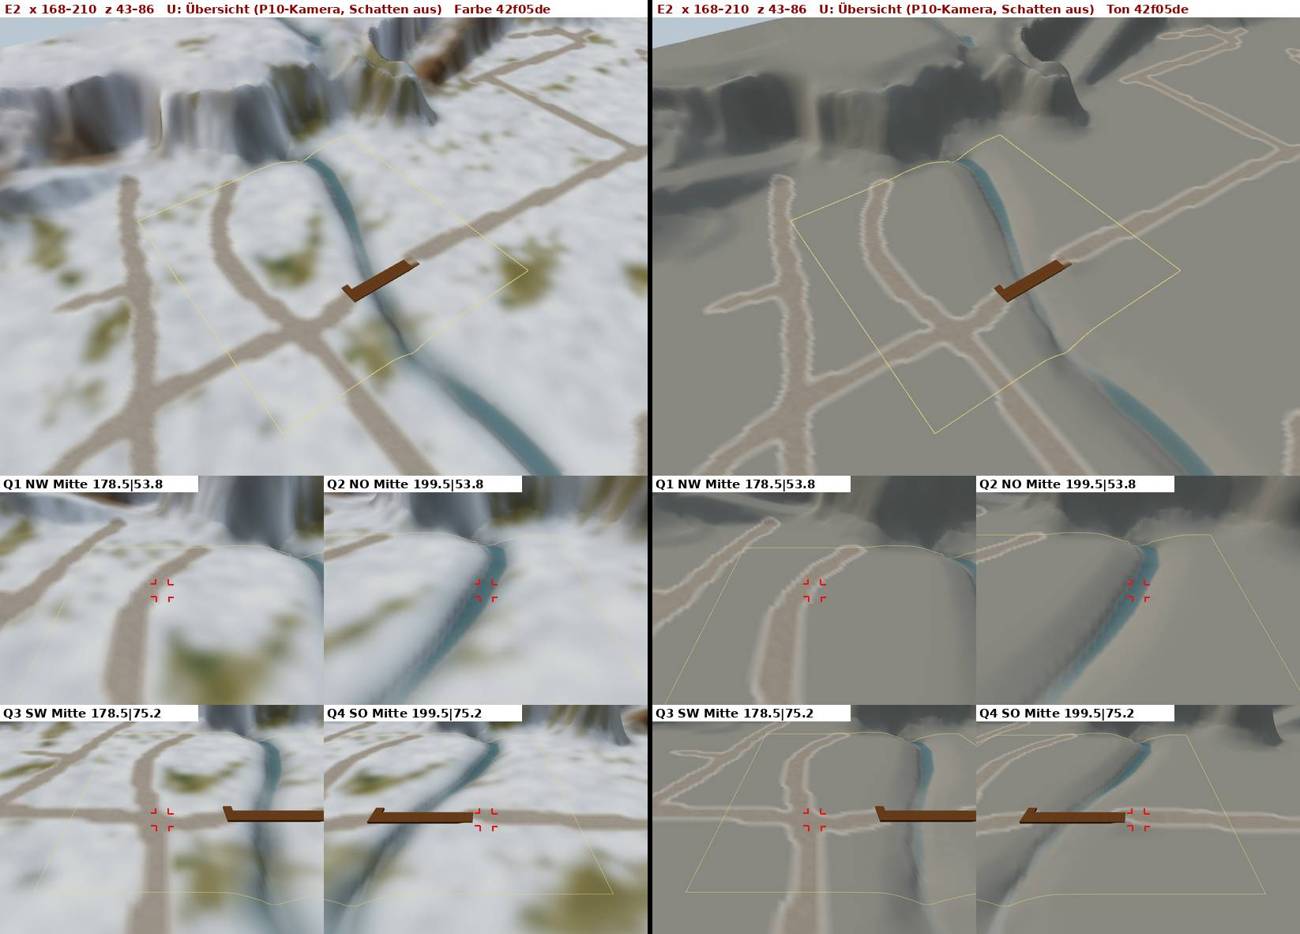 E2 x 168–210 z 43–86 U: Übersicht (P10-Kamera, Schatten aus) Farbe 42f05de
E2 x 168–210 z 43–86 U: Übersicht (P10-Kamera, Schatten aus) Ton 42f05de
Q1 NW Mitte 178.5|53.8
Q2 NO Mitte 199.5|53.8
Q1 NW Mitte 178.5|53.8
Q2 NO Mitte 199.5|53.8
Q3 SW Mitte 178.5|75.2
Q4 SO Mitte 199.5|75.2
Q3 SW Mitte 178.5|75.2
Q4 SO Mitte 199.5|75.2